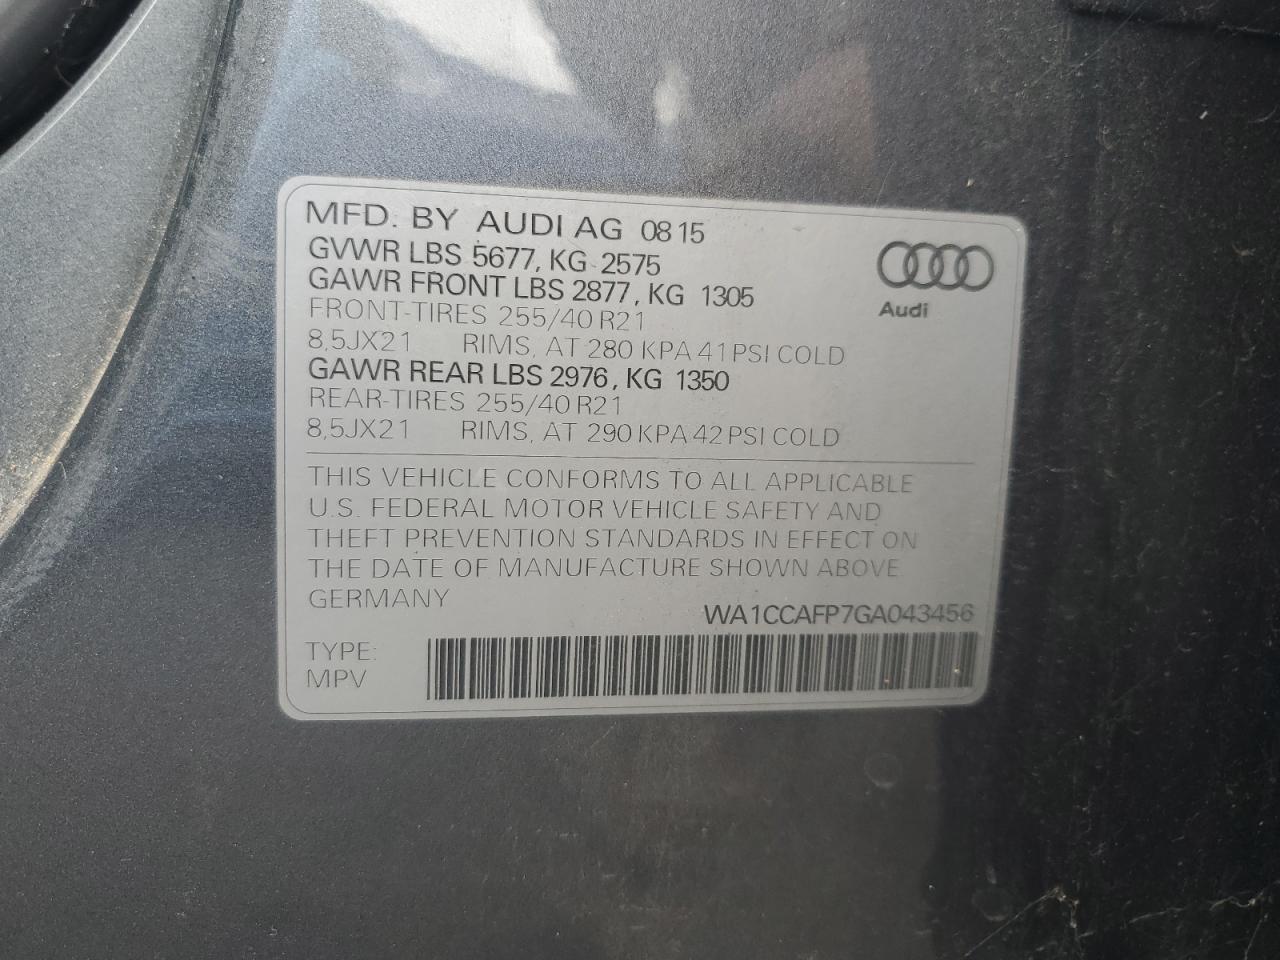 MFD. BY AUDI AG 08 15
GVWR LBS 5677, KG 2575
GAWR FRONT LBS 2877, KG 1305
FRONT-TIRES 255/40 R21
8,5JX21 RIMS, AT 280 KPA 41 PSI COLD
GAWR REAR LBS 2976, KG 1350
REAR-TIRES 255/40 R21
8,5JX21 RIMS, AT 290 KPA 42 PSI COLD
Audi
THIS VEHICLE CONFORMS TO ALL APPLICABLE
U.S. FEDERAL MOTOR VEHICLE SAFETY AND
THEFT PREVENTION STANDARDS IN EFFECT ON
THE DATE OF MANUFACTURE SHOWN ABOVE
GERMANY
WA1CCAFP7GA043456
TYPE:
MPV